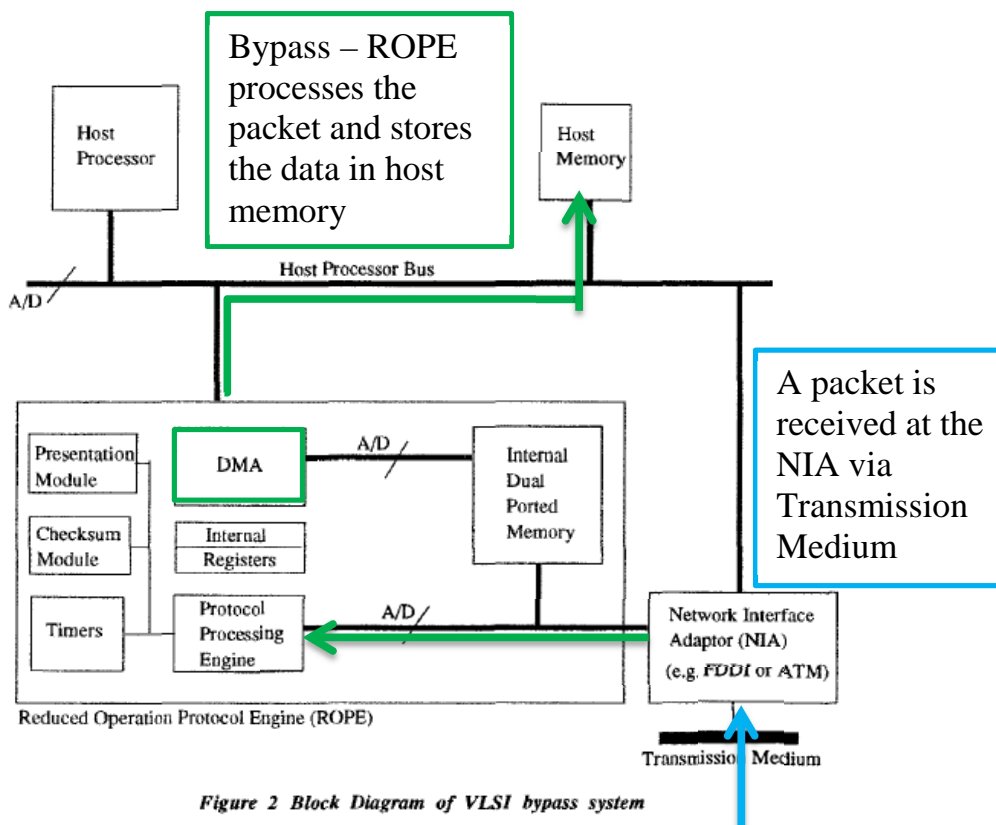 Bypass – ROPE
processes the
packet and stores
the data in host
memory
Host
Processor
Host
Memory
Host Processor Bus
A/D
A packet is
received at the
NIA via
Transmission
Medium
Presentation
Module
DMA
A/D
Internal
Dual
Ported
Memory
Checksum
Module
Internal
Registers
Timers
Protocol
Processing
Engine
A/D
Network Interface
Adaptor (NIA)
(e.g. FDDI or ATM)
Reduced Operation Protocol Engine (ROPE)
Transmission Medium
Figure 2 Block Diagram of VLSI bypass system